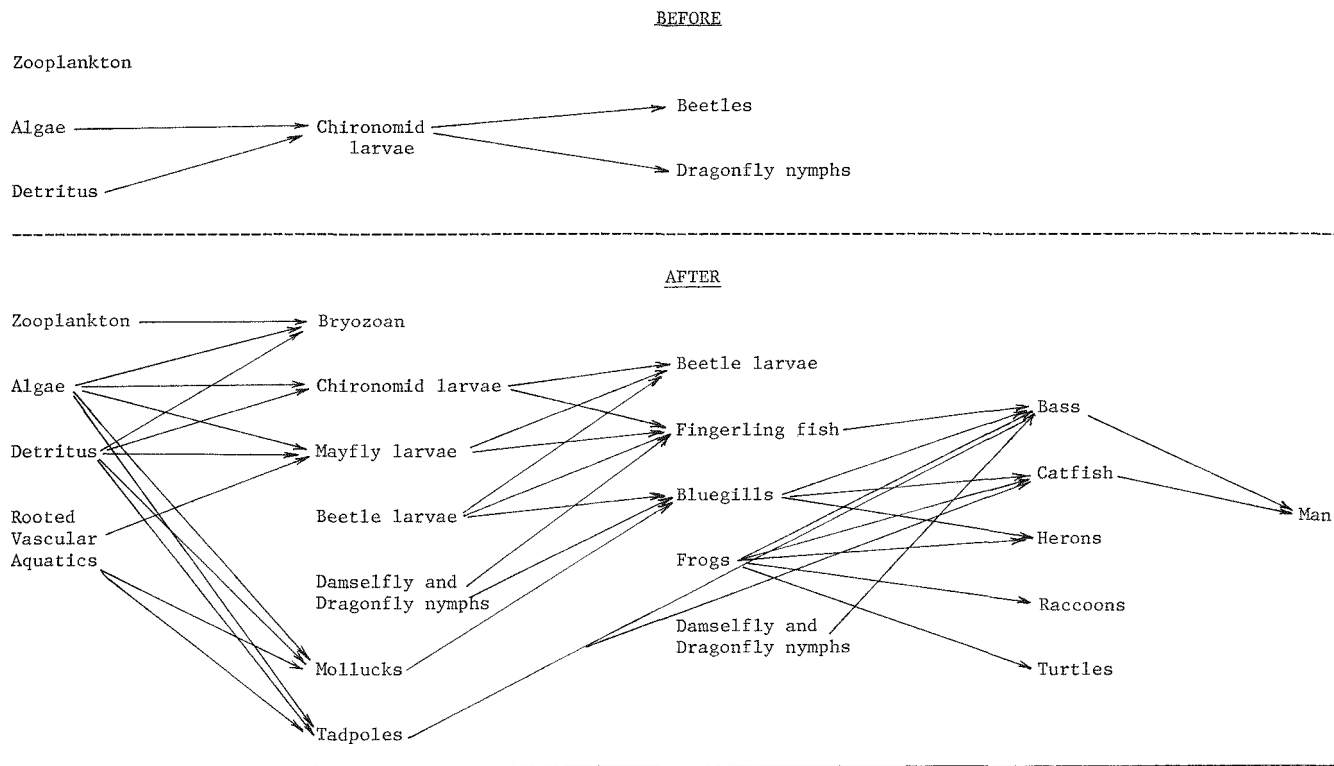 BEFORE
Zooplankton
Beetles
Algae
Chironomid
larvae
Dragonfly nymphs
Detritus
AFTER
Zooplankton
Bryozoan
Beetle larvae
Algae
Chironomid larvae
Bass
Fingerling fish
Detritus
Mayfly larvae
Catfish
Bluegills
Rooted
Vascular
Aquatics
Beetle larvae
Man
Herons
Frogs
Damselfly and
Dragonfly nymphs
Raccoons
Damselfly and
Dragonfly nymphs
Mollucks
Turtles
Tadpoles